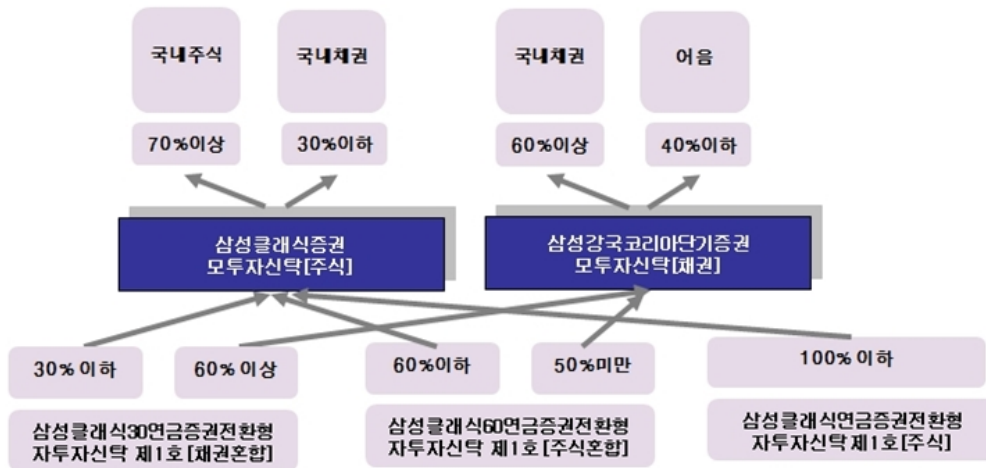 국내주식
국내채권
국내채권
어음
70%이상
30%이하
60%이상
40%이하
삼성클래식증권
모투자신탁[주식]
삼성강국코리아단기증권
모투자신탁[채권]
30%이하
60%이상
60%이하
50%미만
100%이하
삼성클래식30연금증권전환형
자투자신탁 제1호[채권혼합]
삼성클래식60연금증권전환형
자투자신탁 제1호[주식혼합]
삼성클래식연금증권전환형
자투자신탁 제1호[주식]